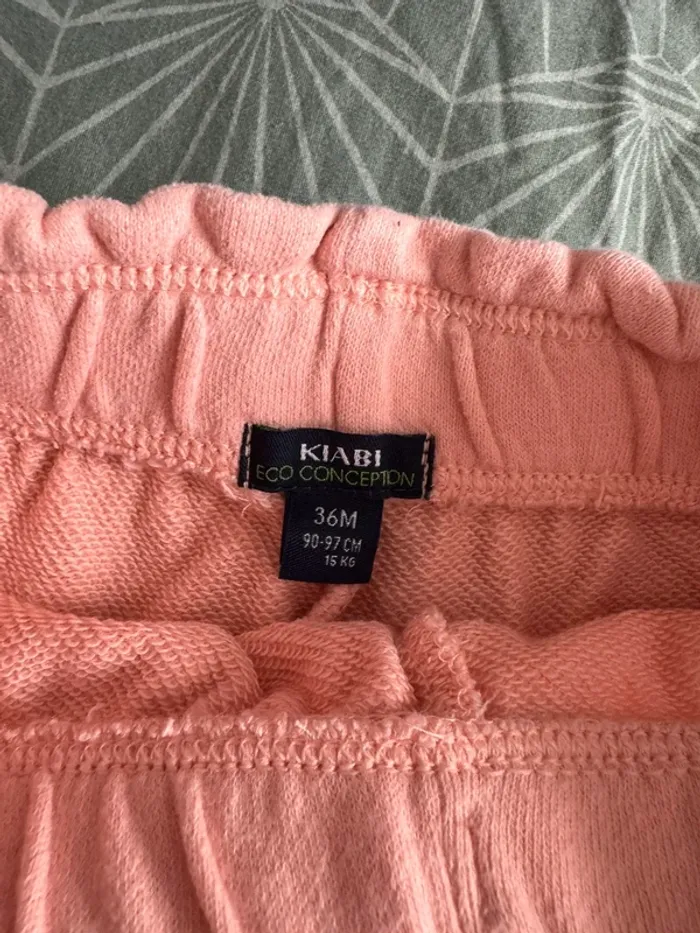 KIABI
ECO CONCEPTION
36M
90-97 CM
15 KG